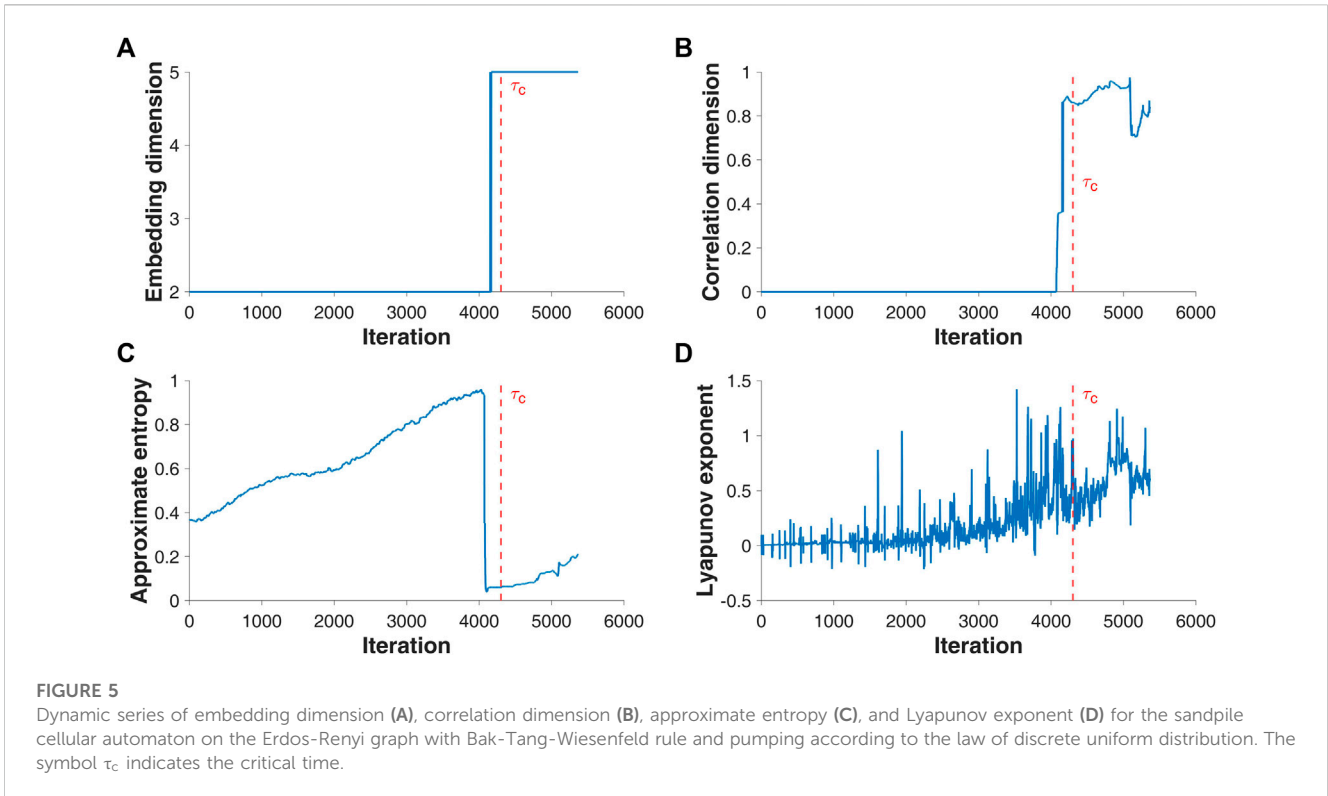 A
Embedding dimension
5
4
3
2
τc
0 1000 2000 3000 4000 5000 6000
Iteration
B
Correlation dimension
1
0.8
0.6
0.4
0.2
0
τc
0 1000 2000 3000 4000 5000 6000
Iteration
C
Approximate entropy
1
0.8
0.6
0.4
0.2
0
τc
0 1000 2000 3000 4000 5000 6000
Iteration
D
Lyapunov exponent
1.5
1
0.5
0
-0.5
τc
0 1000 2000 3000 4000 5000 6000
Iteration
FIGURE 5
Dynamic series of embedding dimension (A), correlation dimension (B), approximate entropy (C), and Lyapunov exponent (D) for the sandpile
cellular automaton on the Erdos-Renyi graph with Bak-Tang-Wiesenfeld rule and pumping according to the law of discrete uniform distribution. The
symbol τc indicates the critical time.